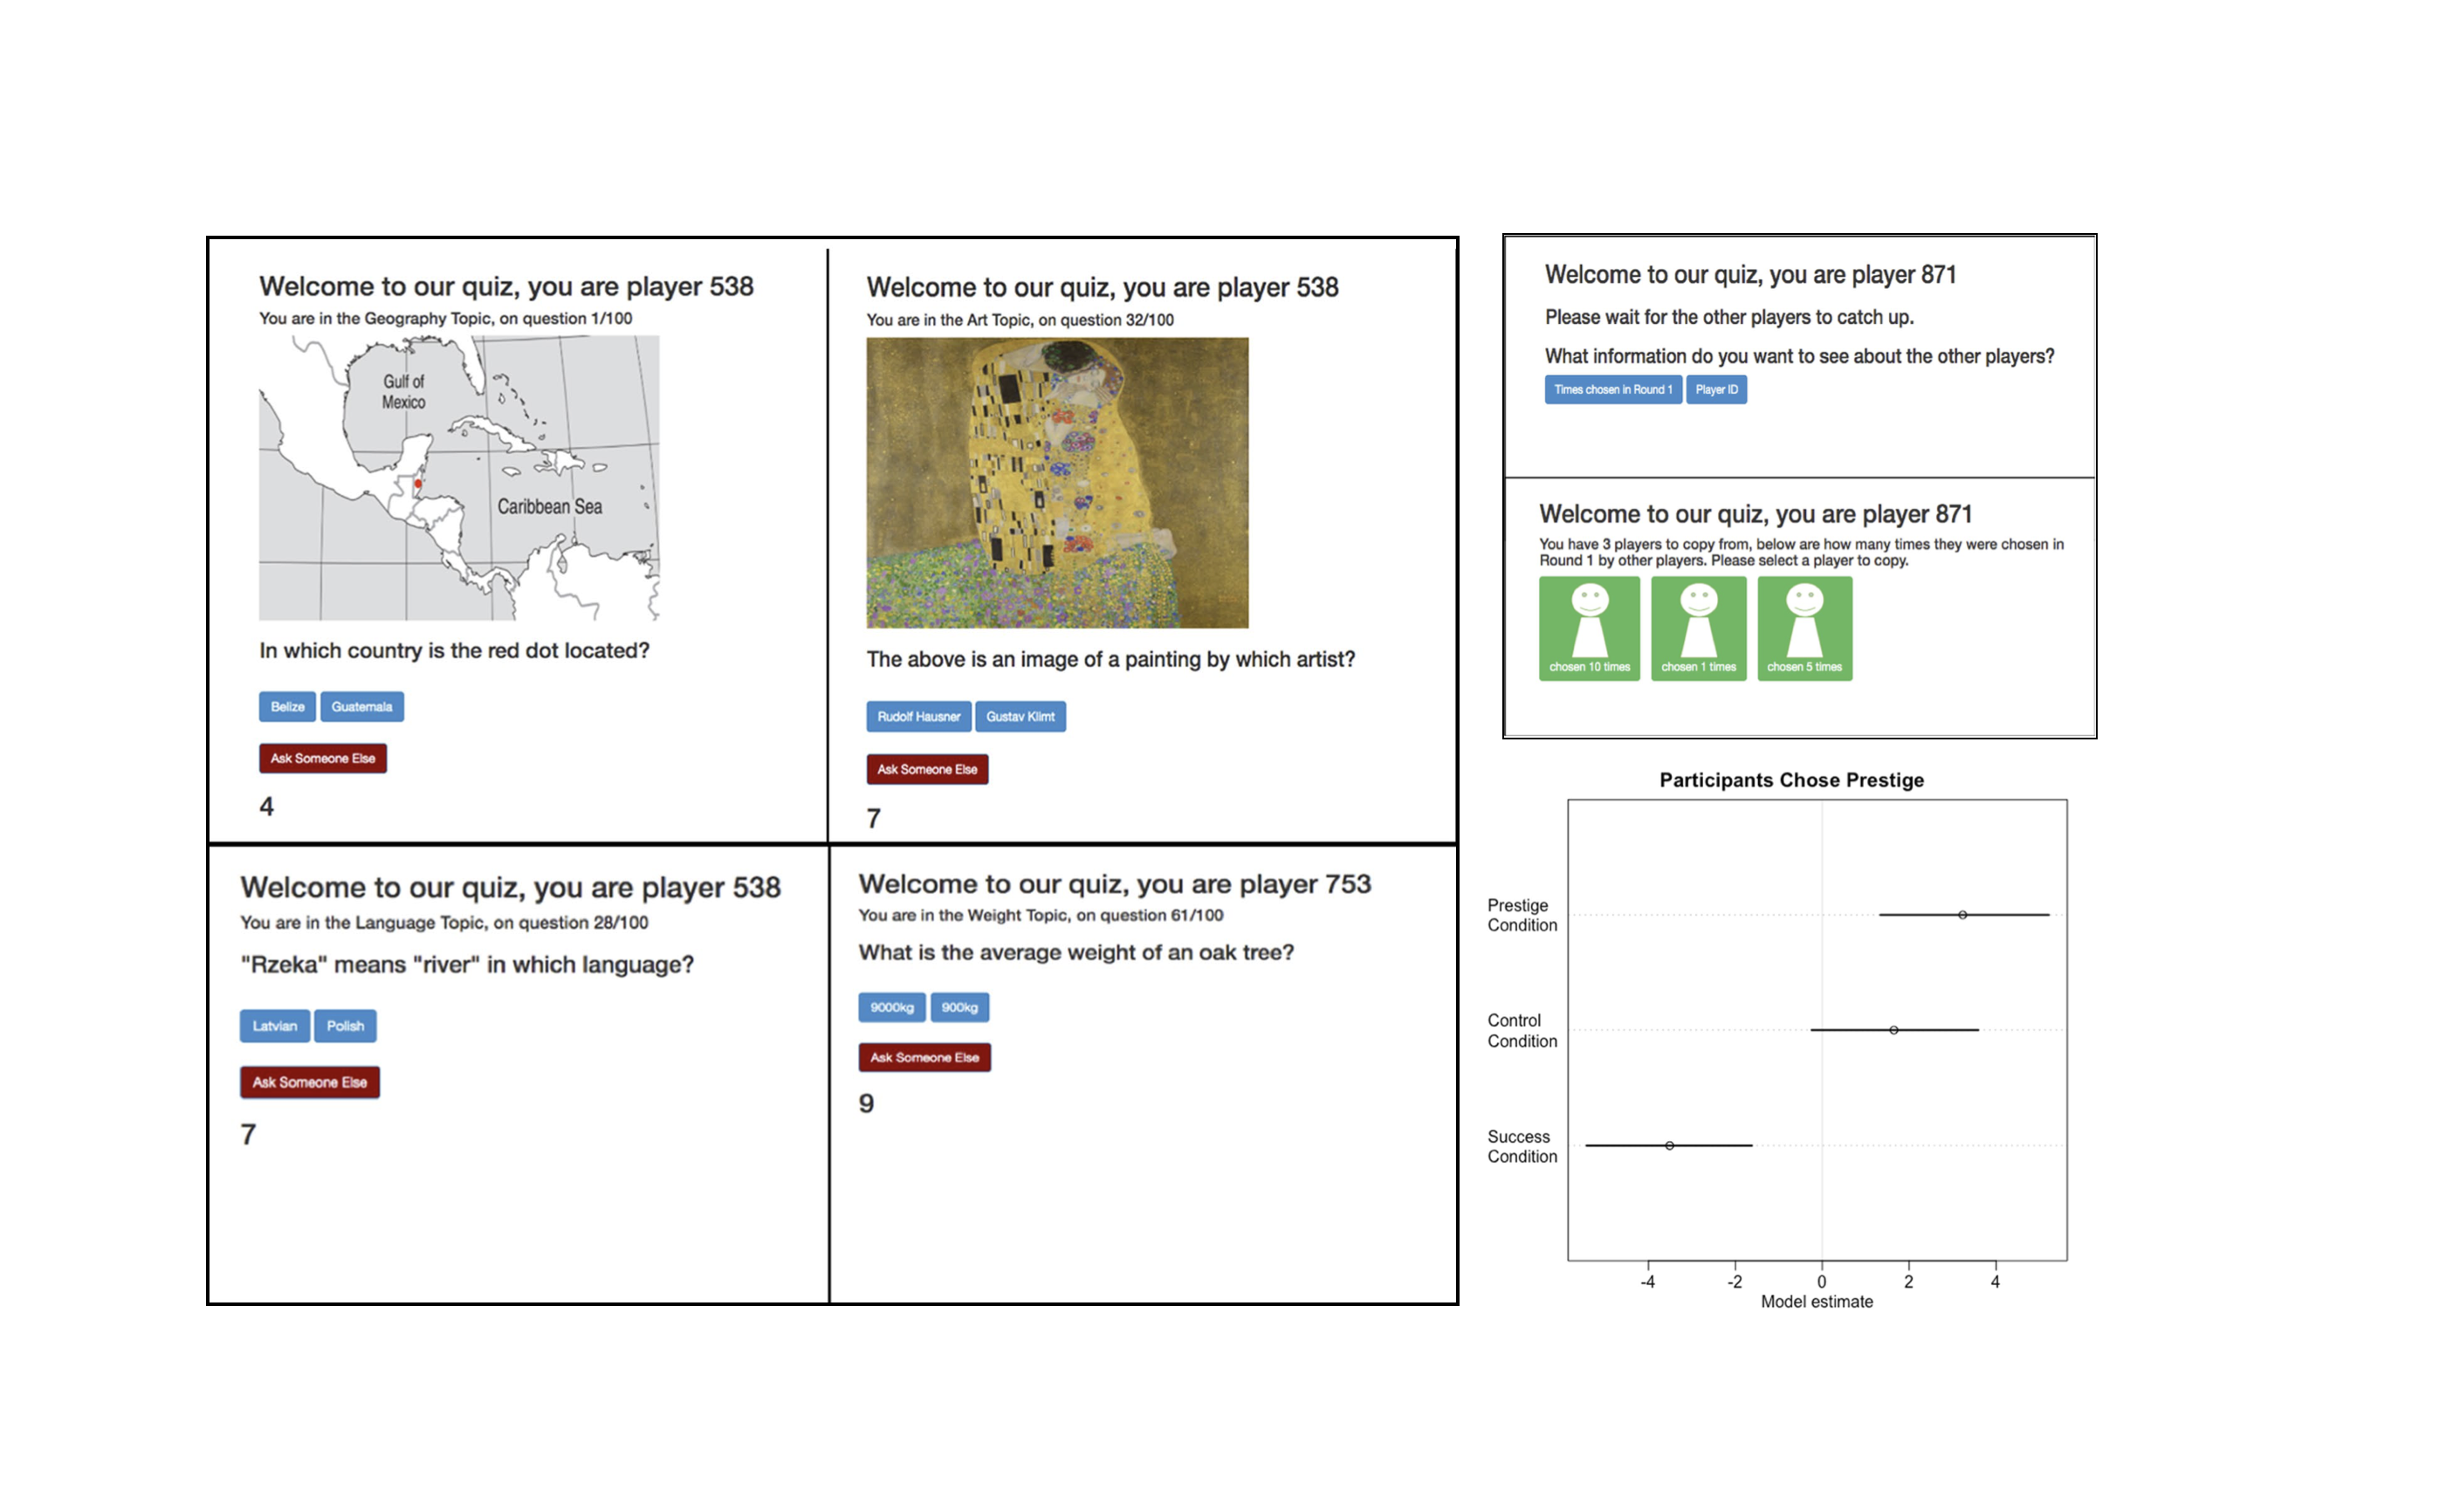 Welcome to our quiz, you are player 538
You are in the Geography Topic, on question 1/100
Gulf of
Mexico
Caribbean Sea
In which country is the red dot located?
Belize
Guatemala
Ask Someone Else
4
Welcome to our quiz, you are player 538
You are in the Art Topic, on question 32/100
The above is an image of a painting by which artist?
Rudolf Hausner
Gustav Klimt
Ask Someone Else
7
Welcome to our quiz, you are player 538
You are in the Language Topic, on question 28/100
"Rzeka" means "river" in which language?
Latvian
Polish
Ask Someone Else
7
Welcome to our quiz, you are player 753
You are in the Weight Topic, on question 61/100
What is the average weight of an oak tree?
9000kg
900kg
Ask Someone Else
9
Welcome to our quiz, you are player 871
Please wait for the other players to catch up.
What information do you want to see about the other players?
Times chosen in Round 1
Player ID
Welcome to our quiz, you are player 871
You have 3 players to copy from, below are how many times they were chosen in
Round 1 by other players. Please select a player to copy.
chosen 10 times
chosen 1 times
chosen 5 times
Participants Chose Prestige
Prestige
Condition
Control
Condition
Success
Condition
-4
-2
0
2
4
Model estimate